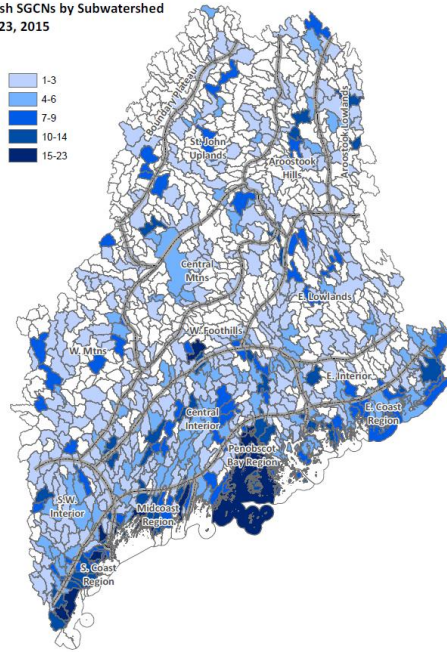 sh SGCNs by Subwatershed
23, 2015
1-3
4-6
7-9
10-14
15-23
Boundary Plateau
St. John
Uplands
Aroostook
Hills
Aroostook Lowlands
Central
Mtns
E. Lowlands
W. Foothills
W. Mtns
E. Interior
Central
Interior
E. Coast
Region
Penobscot
Bay Region
S.W.
Interior
Midcoast
Region
S. Coast
Region